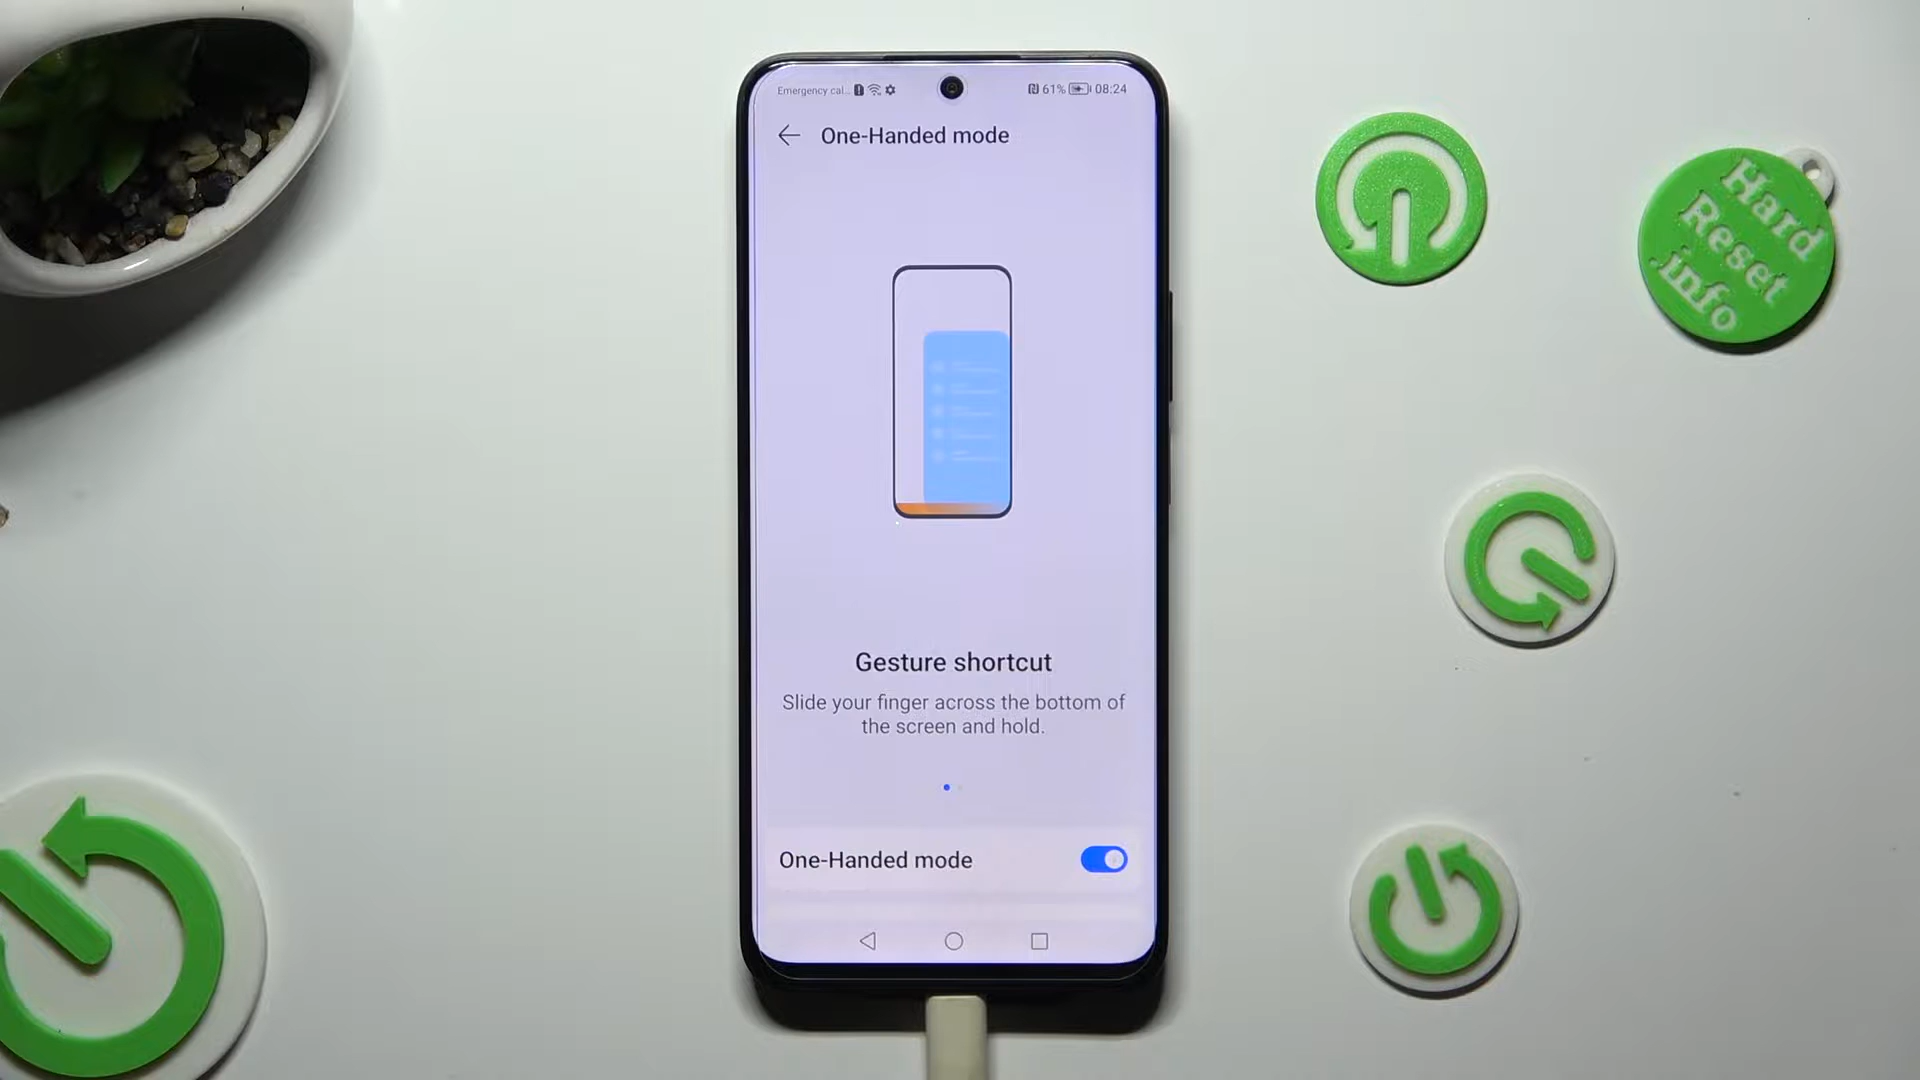 Emergency cal...
61% 08:24
One-Handed mode
Gesture shortcut
Slide your finger across the bottom of
the screen and hold.
One-Handed mode
Hard
Reset
.info